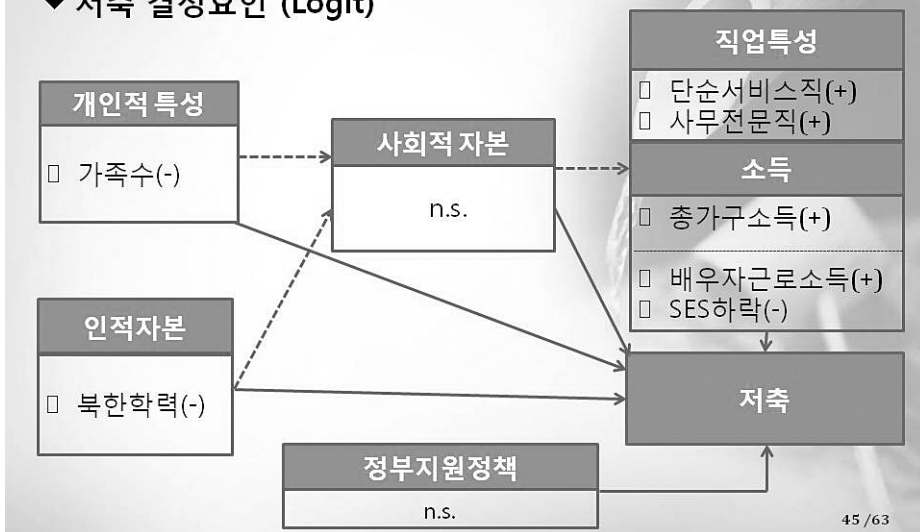 ◆ 저축 결정요인 (Logit)
개인적 특성
가족수(-)
인적자본
북한학력(-)
사회적 자본
n.s.
직업특성
단순서비스직(+)
사무전문직(+)
소득
총가구소득(+)
배우자근로소득(+)
SES하락(-)
저축
정부지원정책
n.s.
45/63